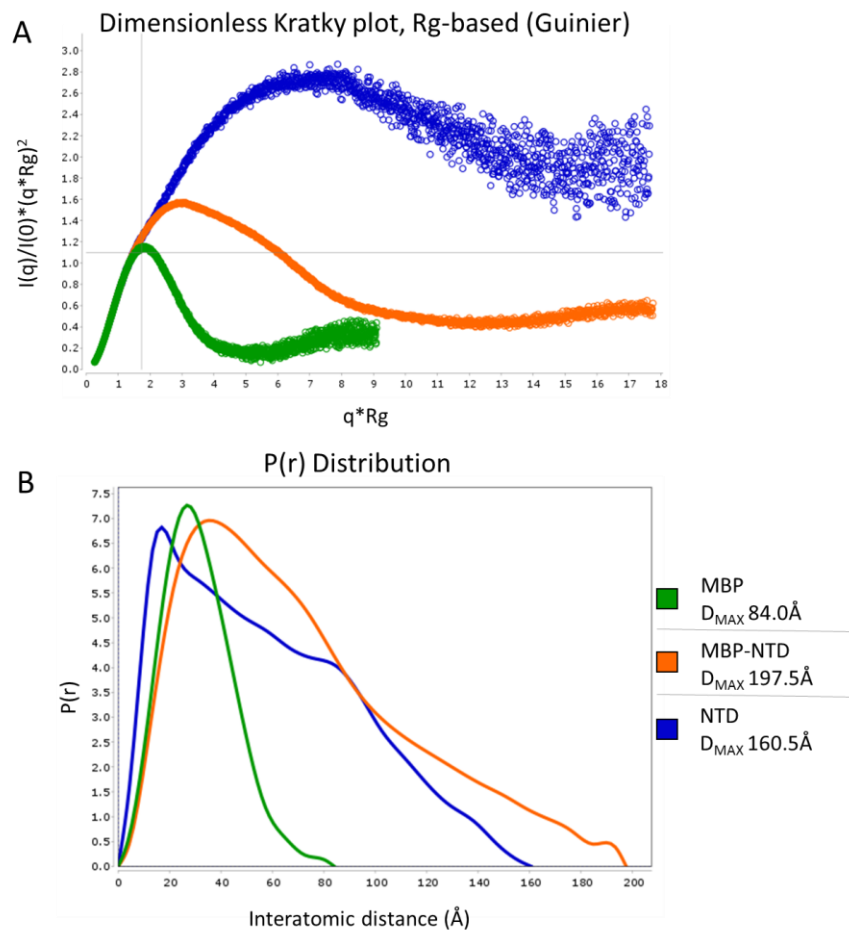 A
Dimensionless Kratky plot, Rg-based (Guinier)
3.0
2.8
2.6
2.4
2.2
2.0
1.8
1.6
1.4
1.2
1.0
0.8
0.6
0.4
0.2
0.0
I(q)/I(0)*(q*Rg)²
0 1 2 3 4 5 6 7 8 9 10 11 12 13 14 15 16 17 18
q*Rg
B
P(r) Distribution
7.5
7.0
6.5
6.0
5.5
5.0
4.5
4.0
3.5
3.0
2.5
2.0
1.5
1.0
0.5
0.0
P(r)
0 20 40 60 80 100 120 140 160 180 200
Interatomic distance (Å)
MBP
DMAX 84.0Å
MBP-NTD
DMAX 197.5Å
NTD
DMAX 160.5Å